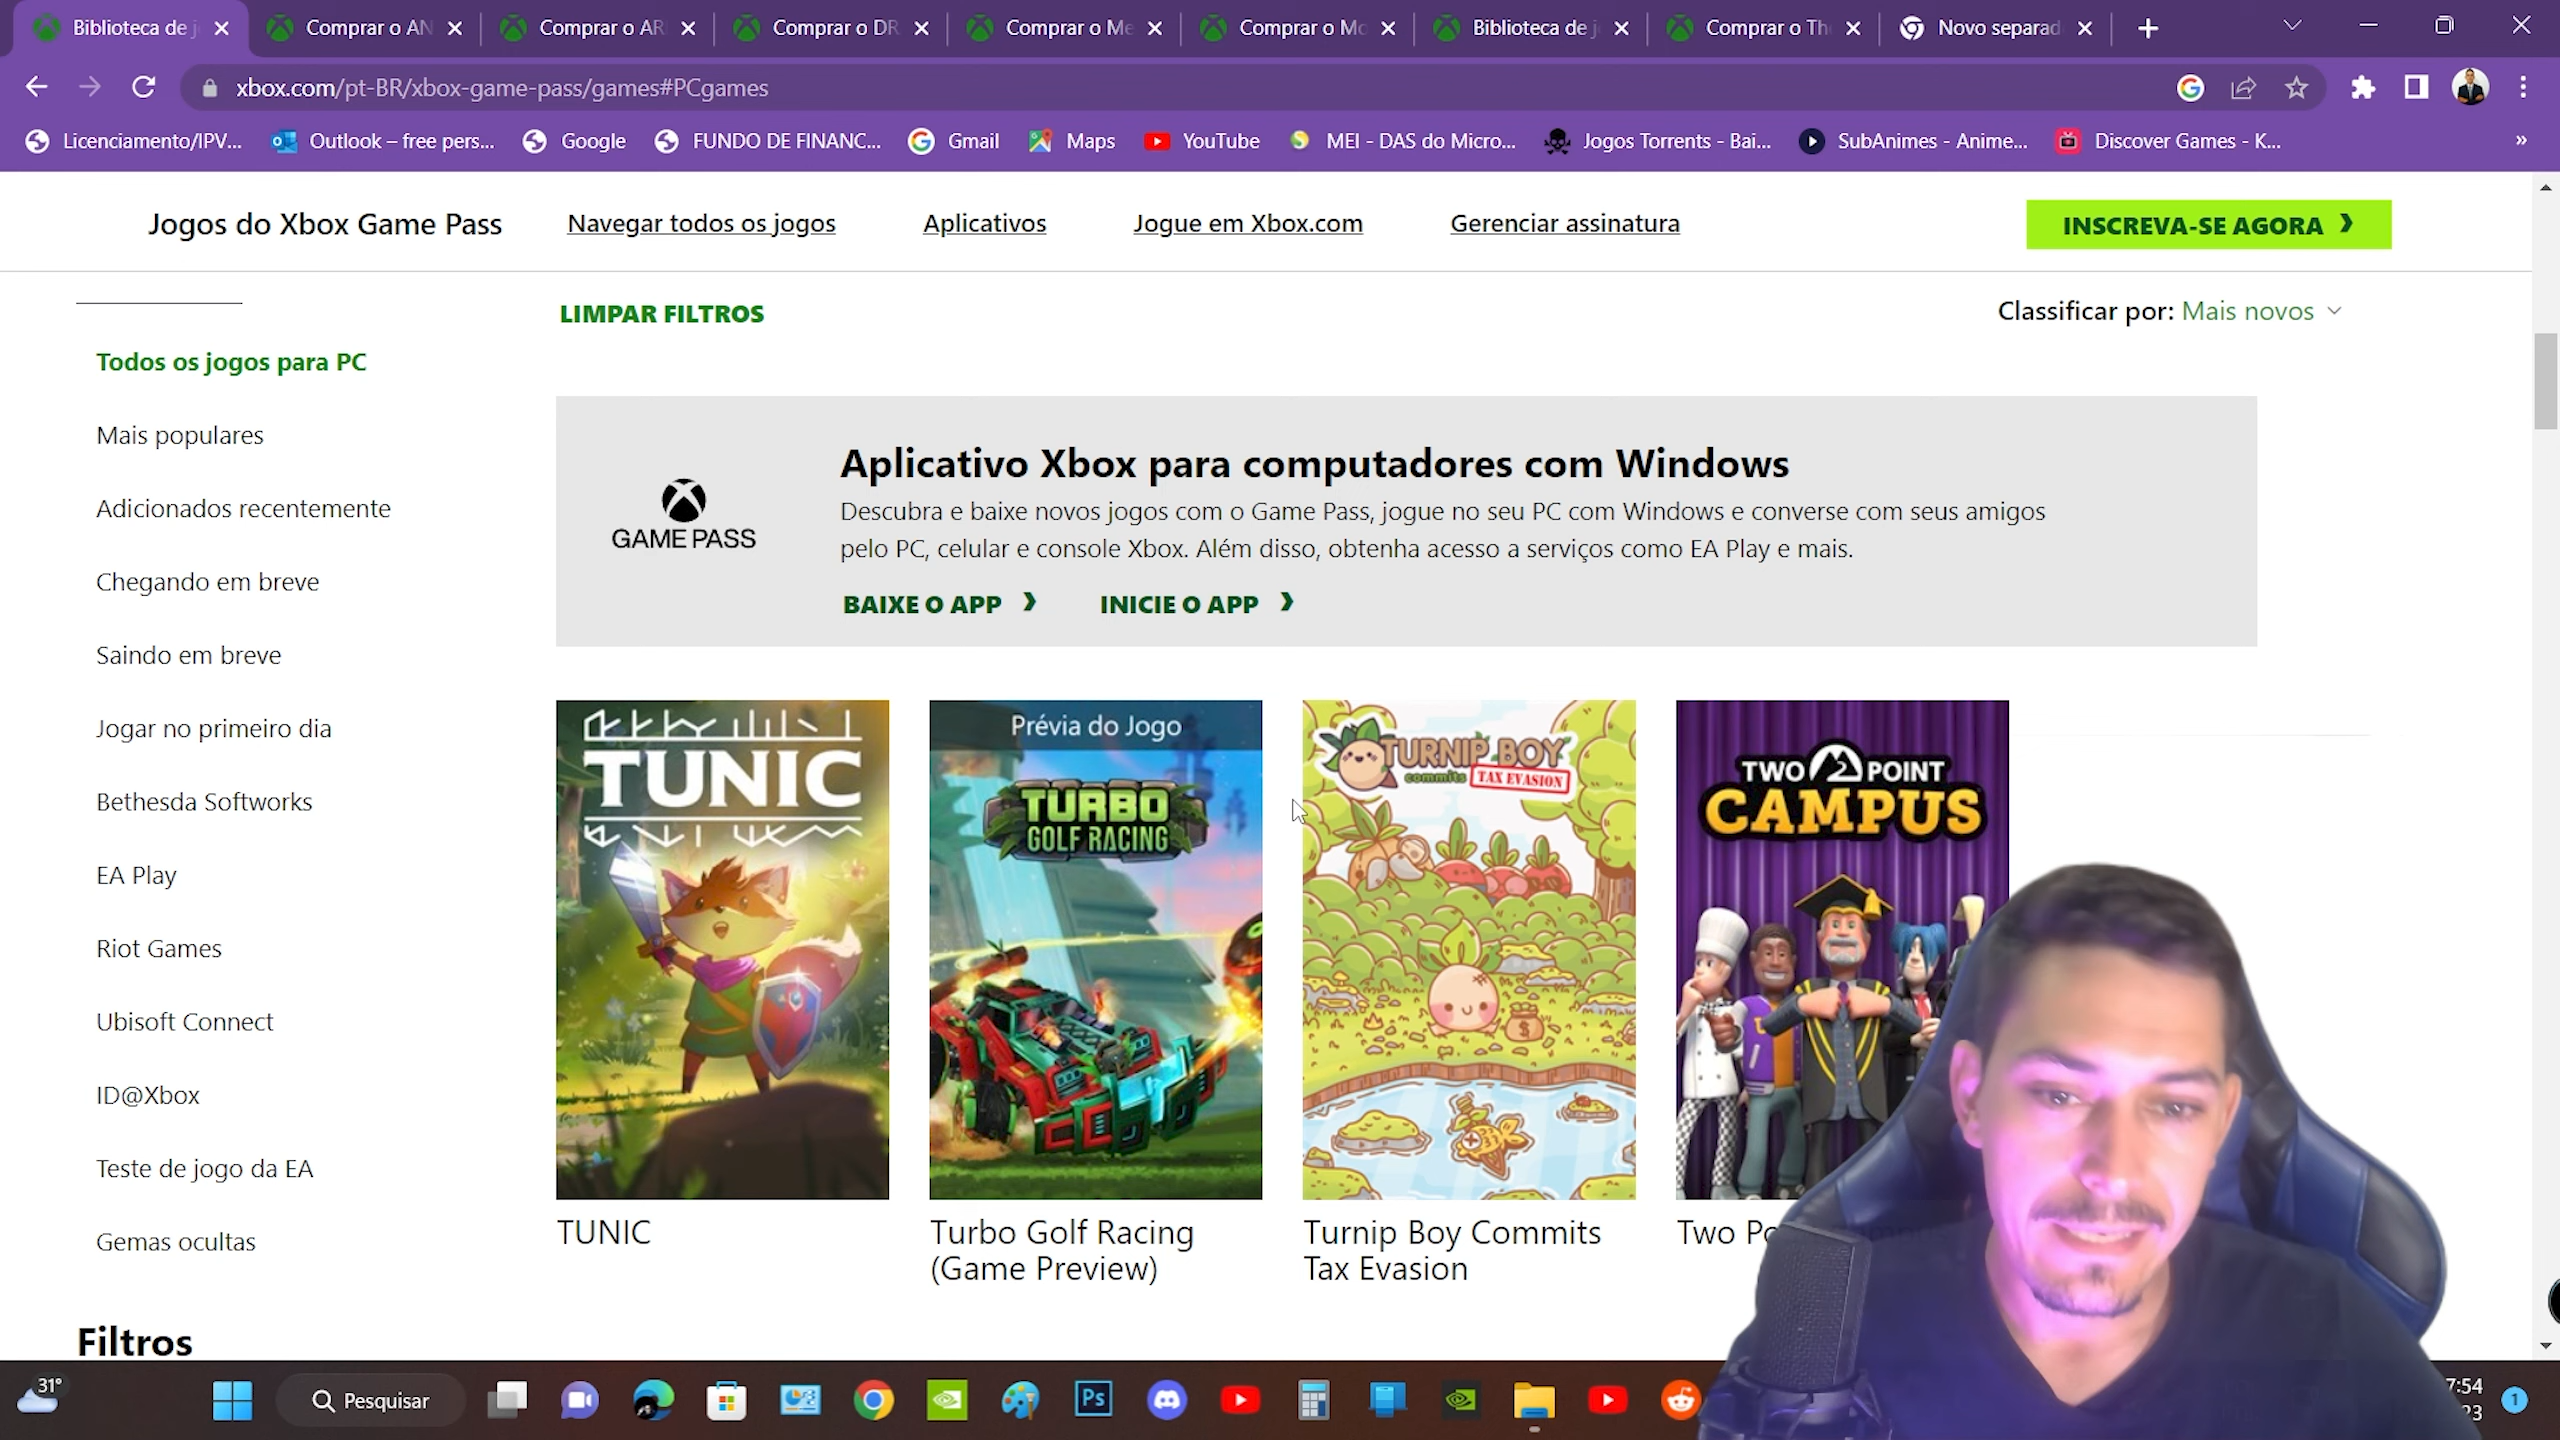 Biblioteca de j
Comprar o AN
Comprar o AR
Comprar o DR
Comprar o Me
Comprar o Mo
Biblioteca de j
Comprar o Th
Novo separad
xbox.com/pt-BR/xbox-game-pass/games#PCgames
Licenciamento/IPV...
Outlook – free pers...
Google
FUNDO DE FINANC...
Gmail
Maps
YouTube
MEI - DAS do Micro...
Jogos Torrents - Bai...
SubAnimes - Anime...
Discover Games - K...
»
Jogos do Xbox Game Pass
Navegar todos os jogos
Aplicativos
Jogue em Xbox.com
Gerenciar assinatura
INSCREVA-SE AGORA
LIMPAR FILTROS
Classificar por: Mais novos
Todos os jogos para PC
Mais populares
Adicionados recentemente
Chegando em breve
Saindo em breve
Jogar no primeiro dia
Bethesda Softworks
EA Play
Riot Games
Ubisoft Connect
ID@Xbox
Teste de jogo da EA
Gemas ocultas
Filtros
GAME PASS
Aplicativo Xbox para computadores com Windows
Descubra e baixe novos jogos com o Game Pass, jogue no seu PC com Windows e converse com seus amigos
pelo PC, celular e console Xbox. Além disso, obtenha acesso a serviços como EA Play e mais.
BAIXE O APP
INICIE O APP
TUNIC
Prévia do Jogo
TURBO
GOLF RACING
TURNIP BOY
commits TAX EVASION
TWO POINT
CAMPUS
TUNIC
Turbo Golf Racing
(Game Preview)
Turnip Boy Commits
Tax Evasion
Two Po
31°
Pesquisar
Ps
7:54
23
1